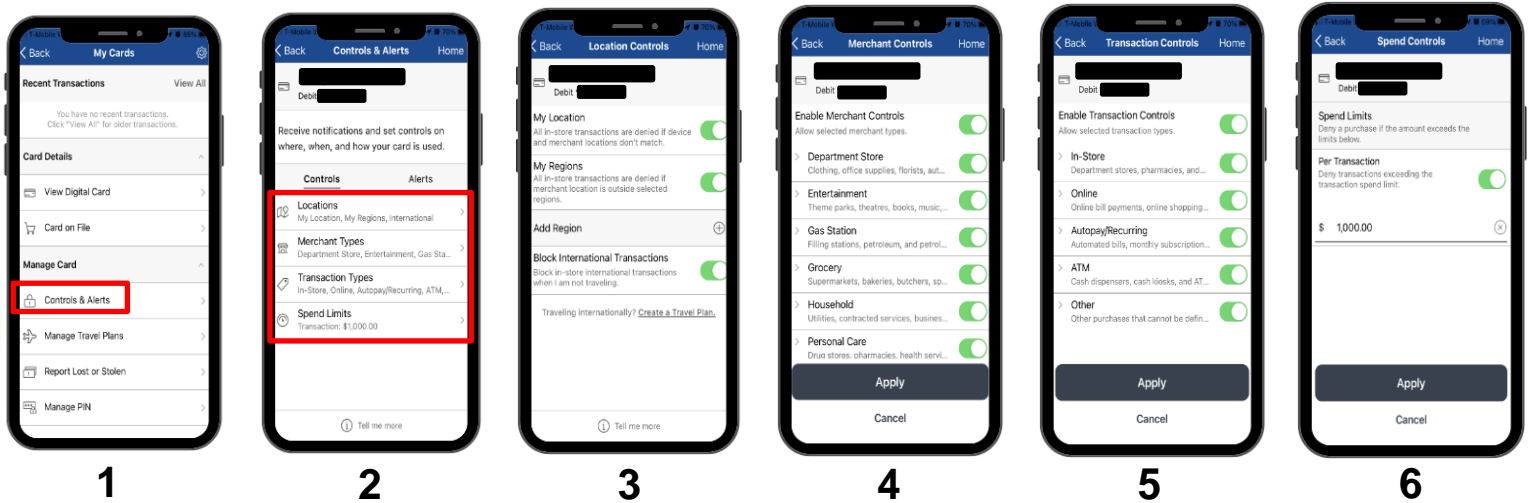 T-Mobile
66%
Back
My Cards
Recent Transactions
View All
You have no recent transactions.
Click "View All" for older transactions.
Card Details
View Digital Card
Card on File
Manage Card
Controls & Alerts
Manage Travel Plans
Report Lost or Stolen
Manage PIN
1
T-Mobile
70%
Back
Controls & Alerts
Home
Debit
Receive notifications and set controls on
where, when, and how your card is used.
Controls
Alerts
Locations
My Location, My Regions, International
Merchant Types
Department Store, Entertainment, Gas Sta...
Transaction Types
In-Store, Online, Autopay/Recurring, ATM,...
Spend Limits
Transaction: $1,000.00
Tell me more
2
T-Mobile
70%
Back
Location Controls
Home
Debit
My Location
All in-store transactions are denied if device
and merchant locations don't match.
My Regions
All in-store transactions are denied if
merchant location is outside selected
regions.
Add Region
Block International Transactions
Block in-store international transactions
when I am not traveling.
Traveling internationally? Create a Travel Plan.
Tell me more
3
T-Mobile
70%
Back
Merchant Controls
Home
Debit
Enable Merchant Controls
Allow selected merchant types.
Department Store
Clothing, office supplies, florists, aut...
Entertainment
Theme parks, theatres, books, music,...
Gas Station
Filling stations, petroleum, and petrol...
Grocery
Supermarkets, bakeries, butchers, sp...
Household
Utilities, contracted services, busines...
Personal Care
Drug stores, pharmacies, health servi...
Apply
Cancel
4
T-Mobile
70%
Back
Transaction Controls
Home
Debit
Enable Transaction Controls
Allow selected transaction types.
In-Store
Department stores, pharmacies, and...
Online
Online bill payments, online shopping...
Autopay/Recurring
Automated bills, monthly subscription...
ATM
Cash dispensers, cash kiosks, and AT...
Other
Other purchases that cannot be defin...
Apply
Cancel
5
T-Mobile
69%
Back
Spend Controls
Home
Debit
Spend Limits
Deny a purchase if the amount exceeds the
limits below.
Per Transaction
Deny transactions exceeding the
transaction spend limit.
$ 1,000.00
Apply
Cancel
6